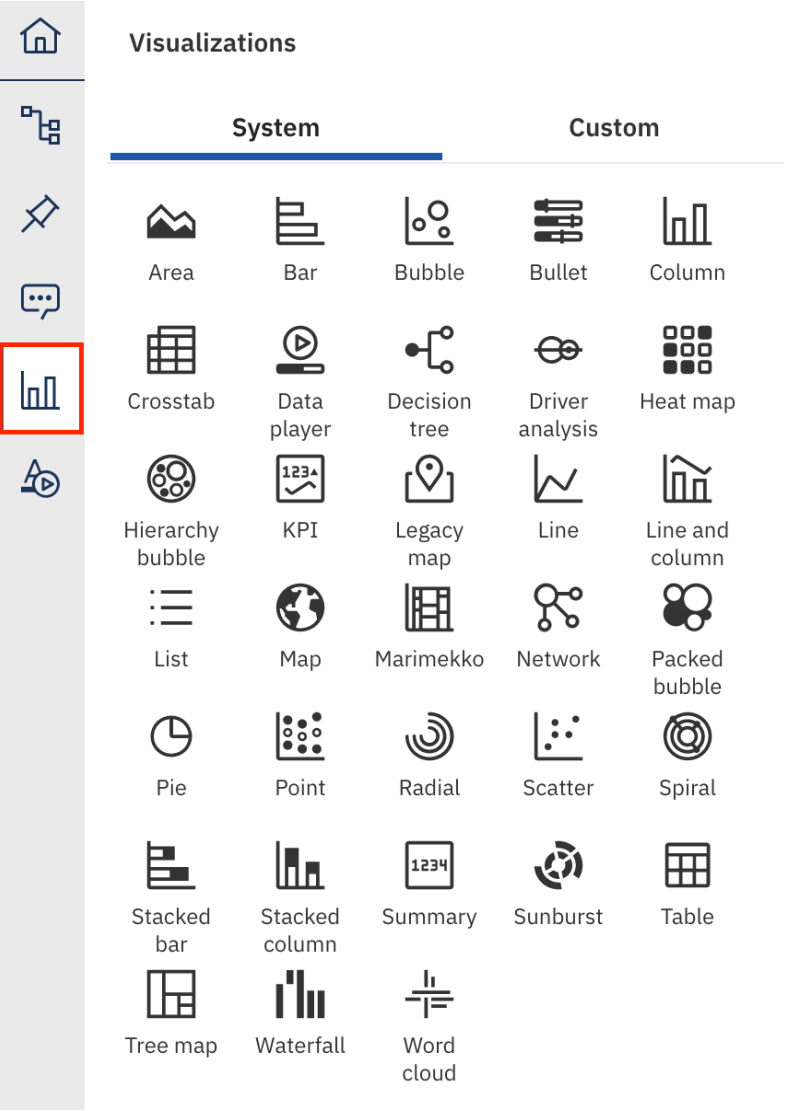 Visualizations
System Custom
Area Bar Bubble Bullet Column
Crosstab Data player Decision tree Driver analysis Heat map
123
Hierarchy bubble KPI Legacy map Line Line and column
List Map Marimekko Network Packed bubble
Pie Point Radial Scatter Spiral
1234
Stacked bar Stacked column Summary Sunburst Table
Tree map Waterfall Word cloud